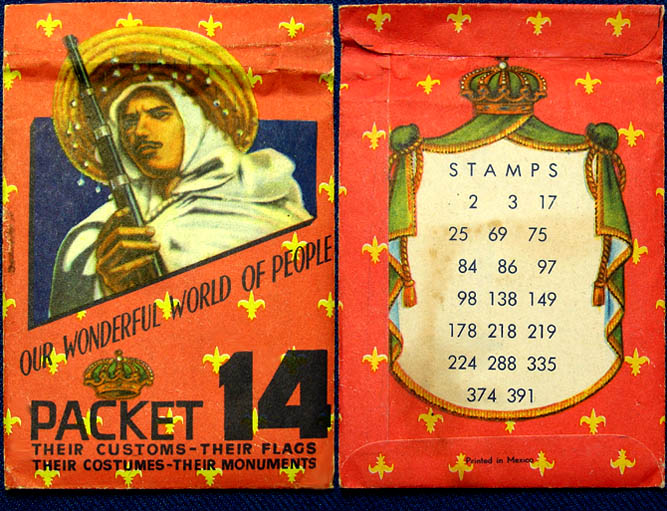 OUR WONDERFUL WORLD OF PEOPLE
PACKET 14
THEIR CUSTOMS-THEIR FLAGS
THEIR COSTUMES-THEIR MONUMENTS
STAMPS
2 3 17
25 69 75
84 86 97
98 138 149
178 218 219
224 288 335
374 391
Printed in Mexico